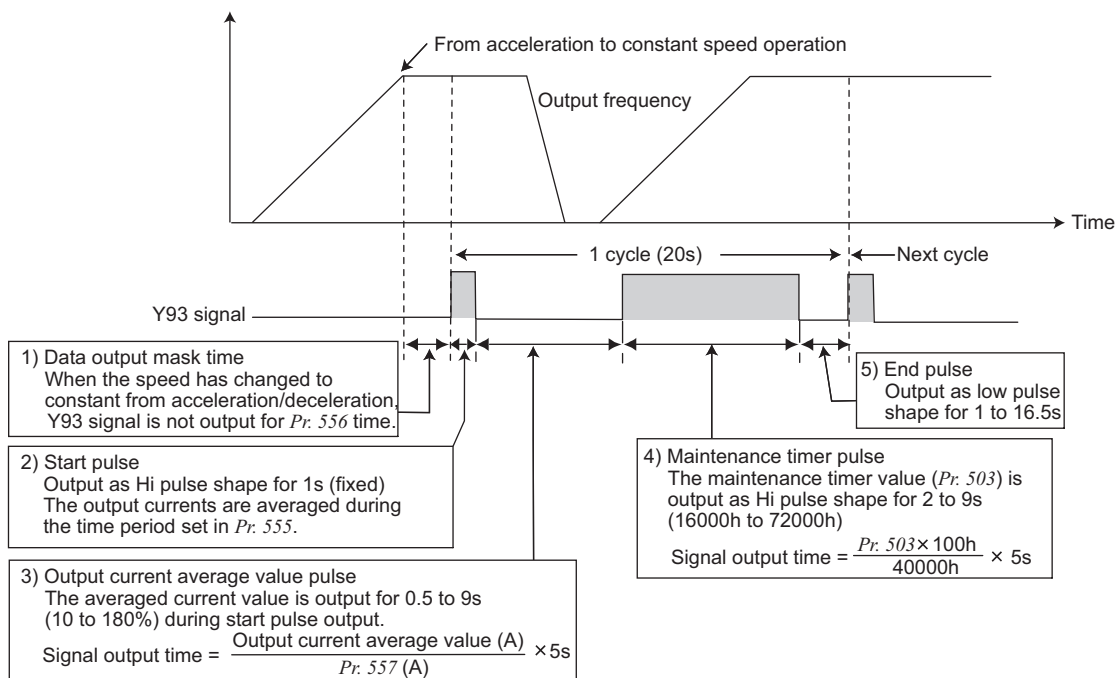 From acceleration to constant speed operation
Output frequency
Time
1 cycle (20s)
Next cycle
Y93 signal
1) Data output mask time
When the speed has changed to
constant from acceleration/deceleration,
Y93 signal is not output for Pr. 556 time.
2) Start pulse
Output as Hi pulse shape for 1s (fixed)
The output currents are averaged during
the time period set in Pr. 555.
3) Output current average value pulse
The averaged current value is output for 0.5 to 9s
(10 to 180%) during start pulse output.
Signal output time = Output current average value (A) / Pr. 557 (A) × 5s
4) Maintenance timer pulse
The maintenance timer value (Pr. 503) is
output as Hi pulse shape for 2 to 9s
(16000h to 72000h)
Signal output time = Pr. 503 × 100h / 40000h × 5s
5) End pulse
Output as low pulse
shape for 1 to 16.5s